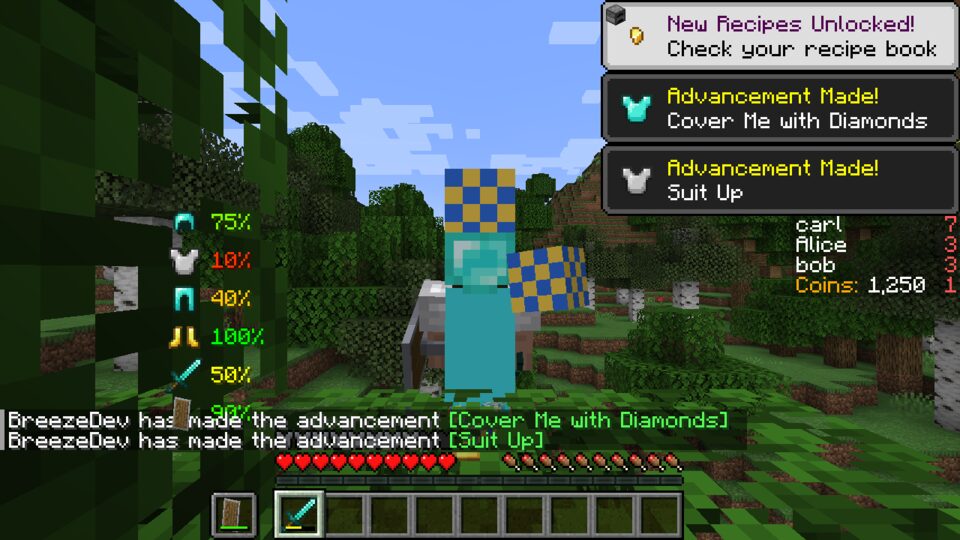 New Recipes Unlocked!
Check your recipe book
Advancement Made!
Cover Me with Diamonds
Advancement Made!
Suit Up
75%
10%
40%
100%
50%
90%
carl 7
Alice 3
bob 3
Coins: 1,250 1
BreezeDev has made the advancement [Cover Me with Diamonds]
BreezeDev has made the advancement [Suit Up]